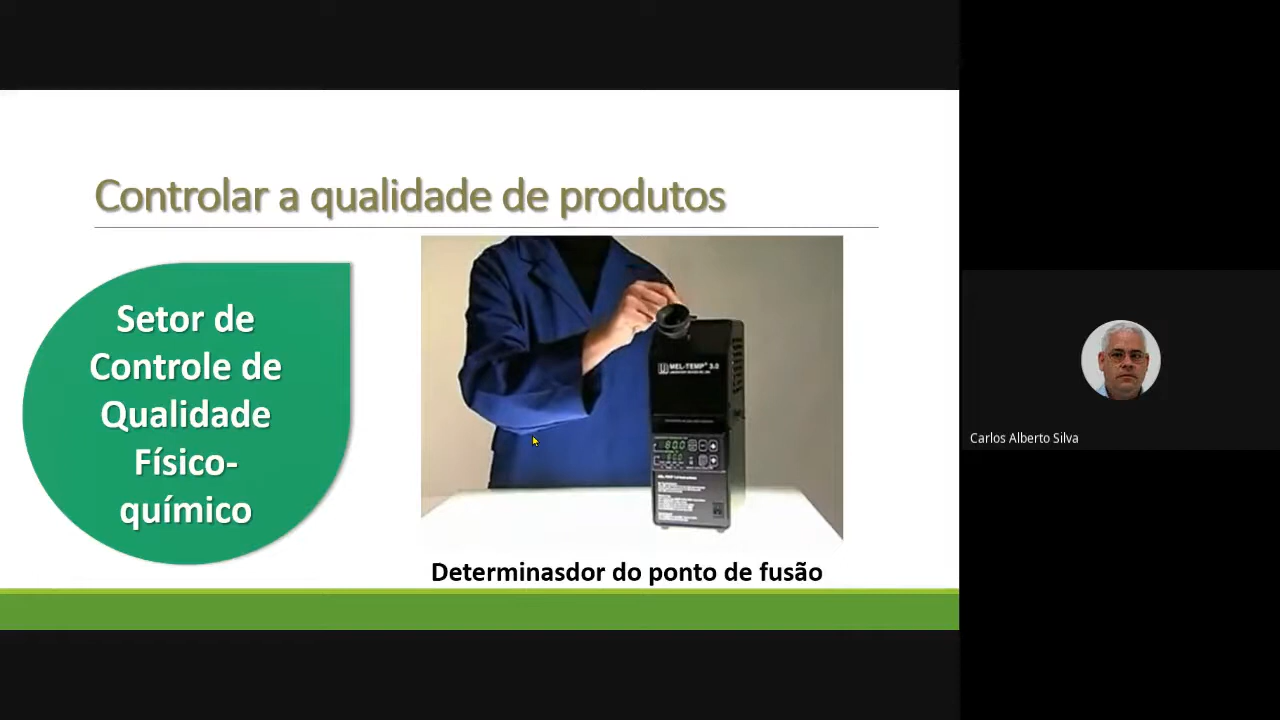 Controlar a qualidade de produtos
Setor de
Controle de
Qualidade
Físico-
químico
MEL-TEMP® 3.0
Determinasdor do ponto de fusão
Carlos Alberto Silva